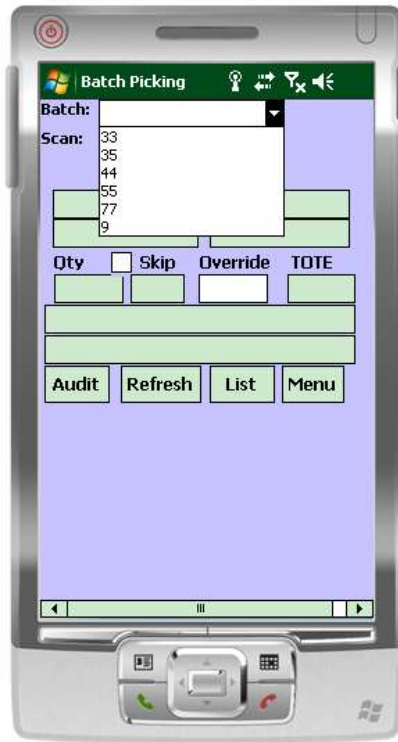 Batch Picking
Batch:
Scan:
33
35
44
55
77
9
Qty Skip Override TOTE
Audit Refresh List Menu